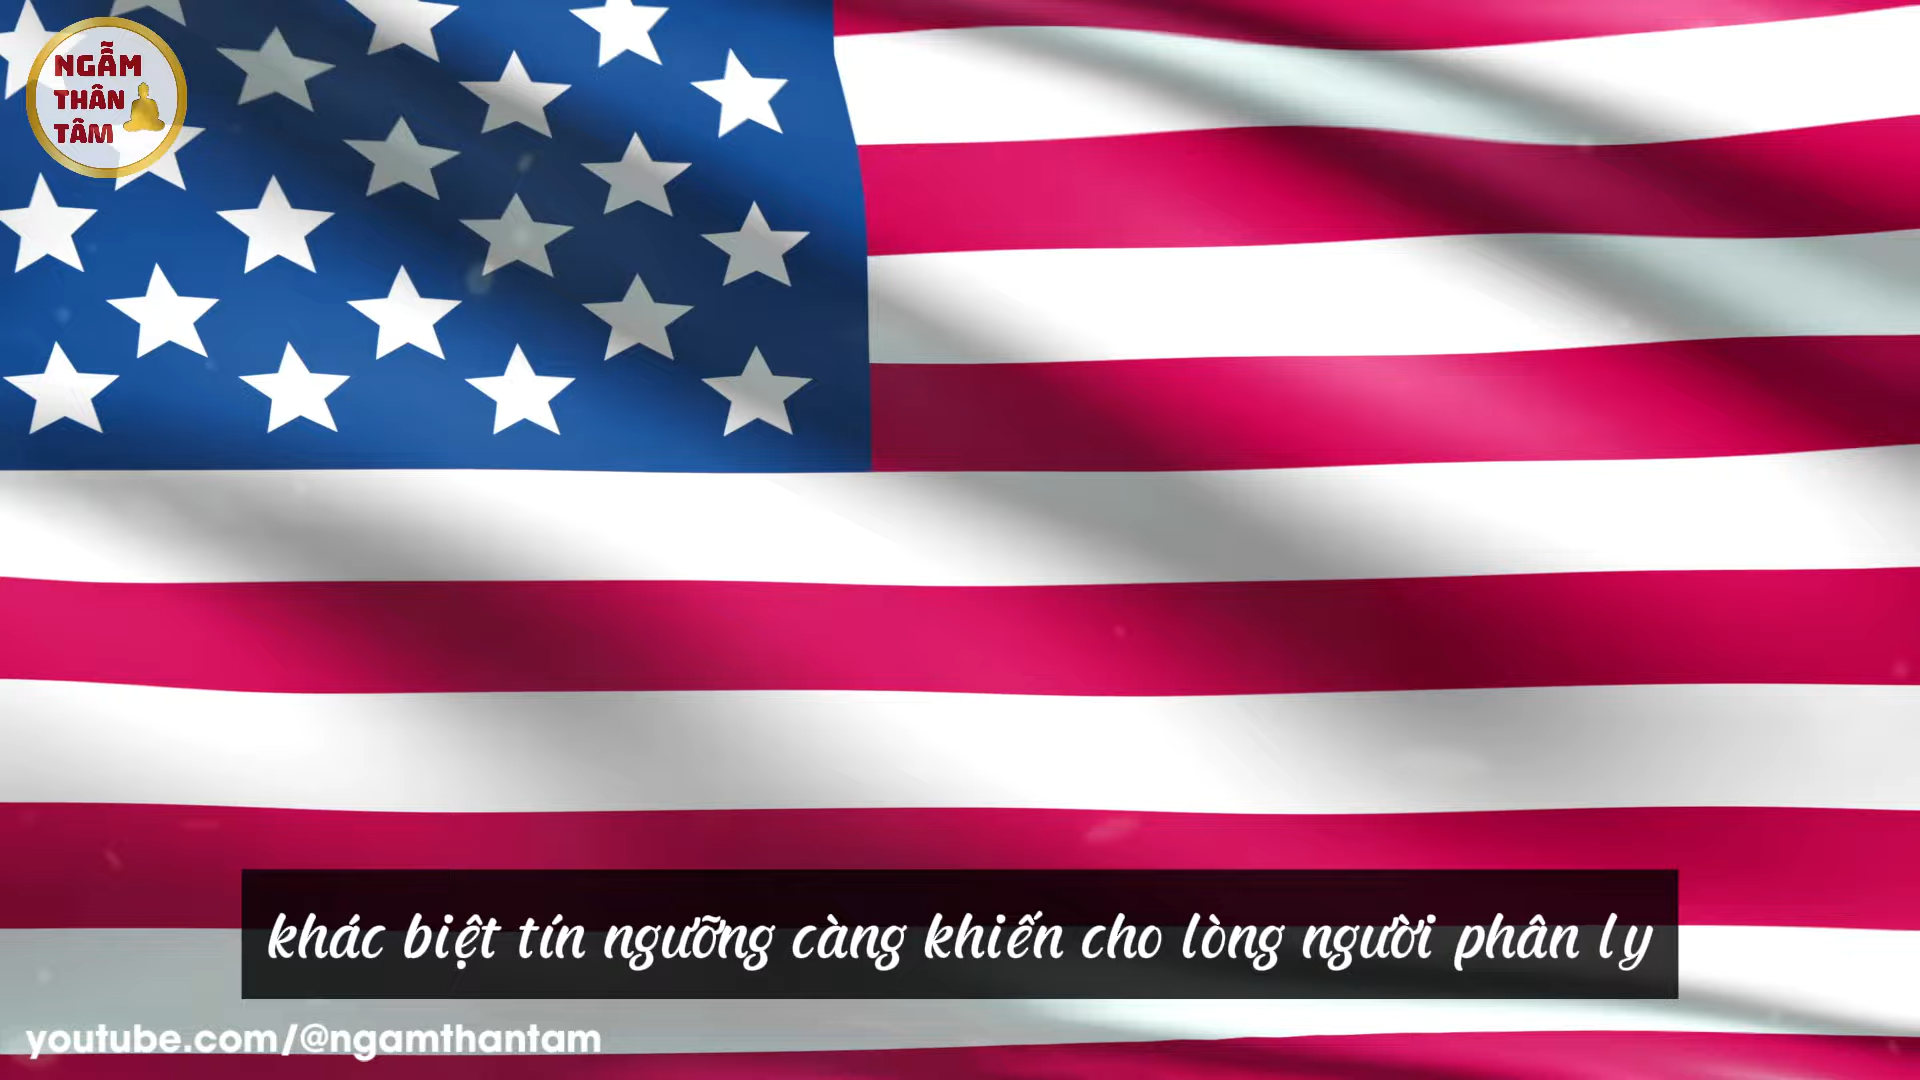 NGẪM
THÂN
TÂM
khác biệt tín ngưỡng càng khiến cho lòng người phân ly
youtube.com/@ngamthantam